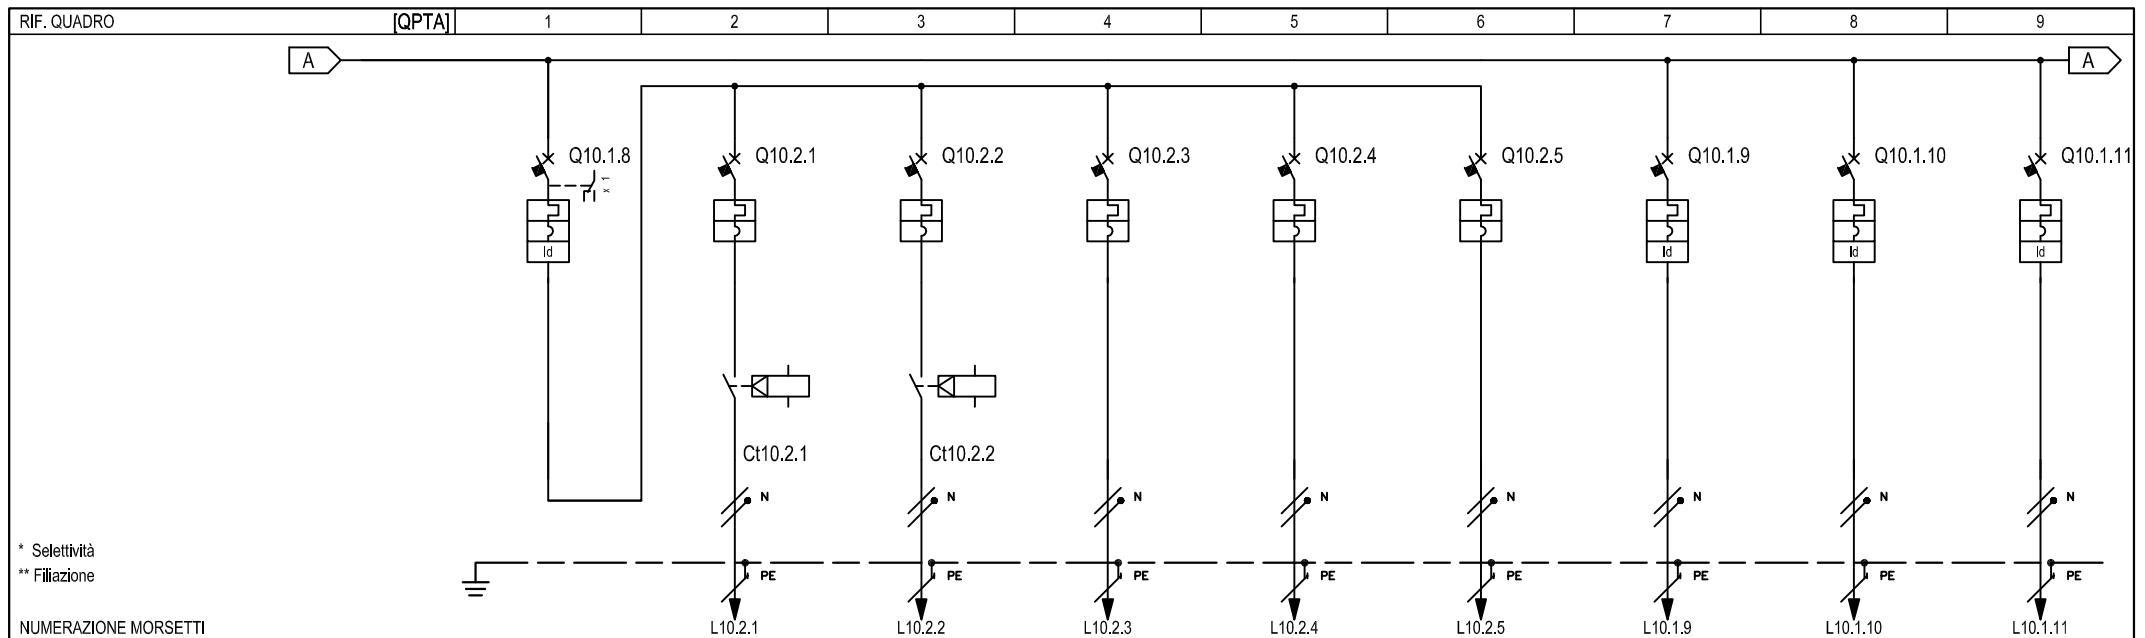 RIF. QUADRO [QPTA] 1 2 3 4 5 6 7 8 9
A A
Q10.1.8 Q10.2.1 Q10.2.2 Q10.2.3 Q10.2.4 Q10.2.5 Q10.1.9 Q10.1.10 Q10.1.11
x 1
Id Id Id Id
Ct10.2.1 Ct10.2.2
N N N N N N N N
* Selettività
** Filiazione
PE PE PE PE PE PE PE PE
NUMERAZIONE MORSETTI L10.2.1 L10.2.2 L10.2.3 L10.2.4 L10.2.5 L10.1.9 L10.1.10 L10.1.11